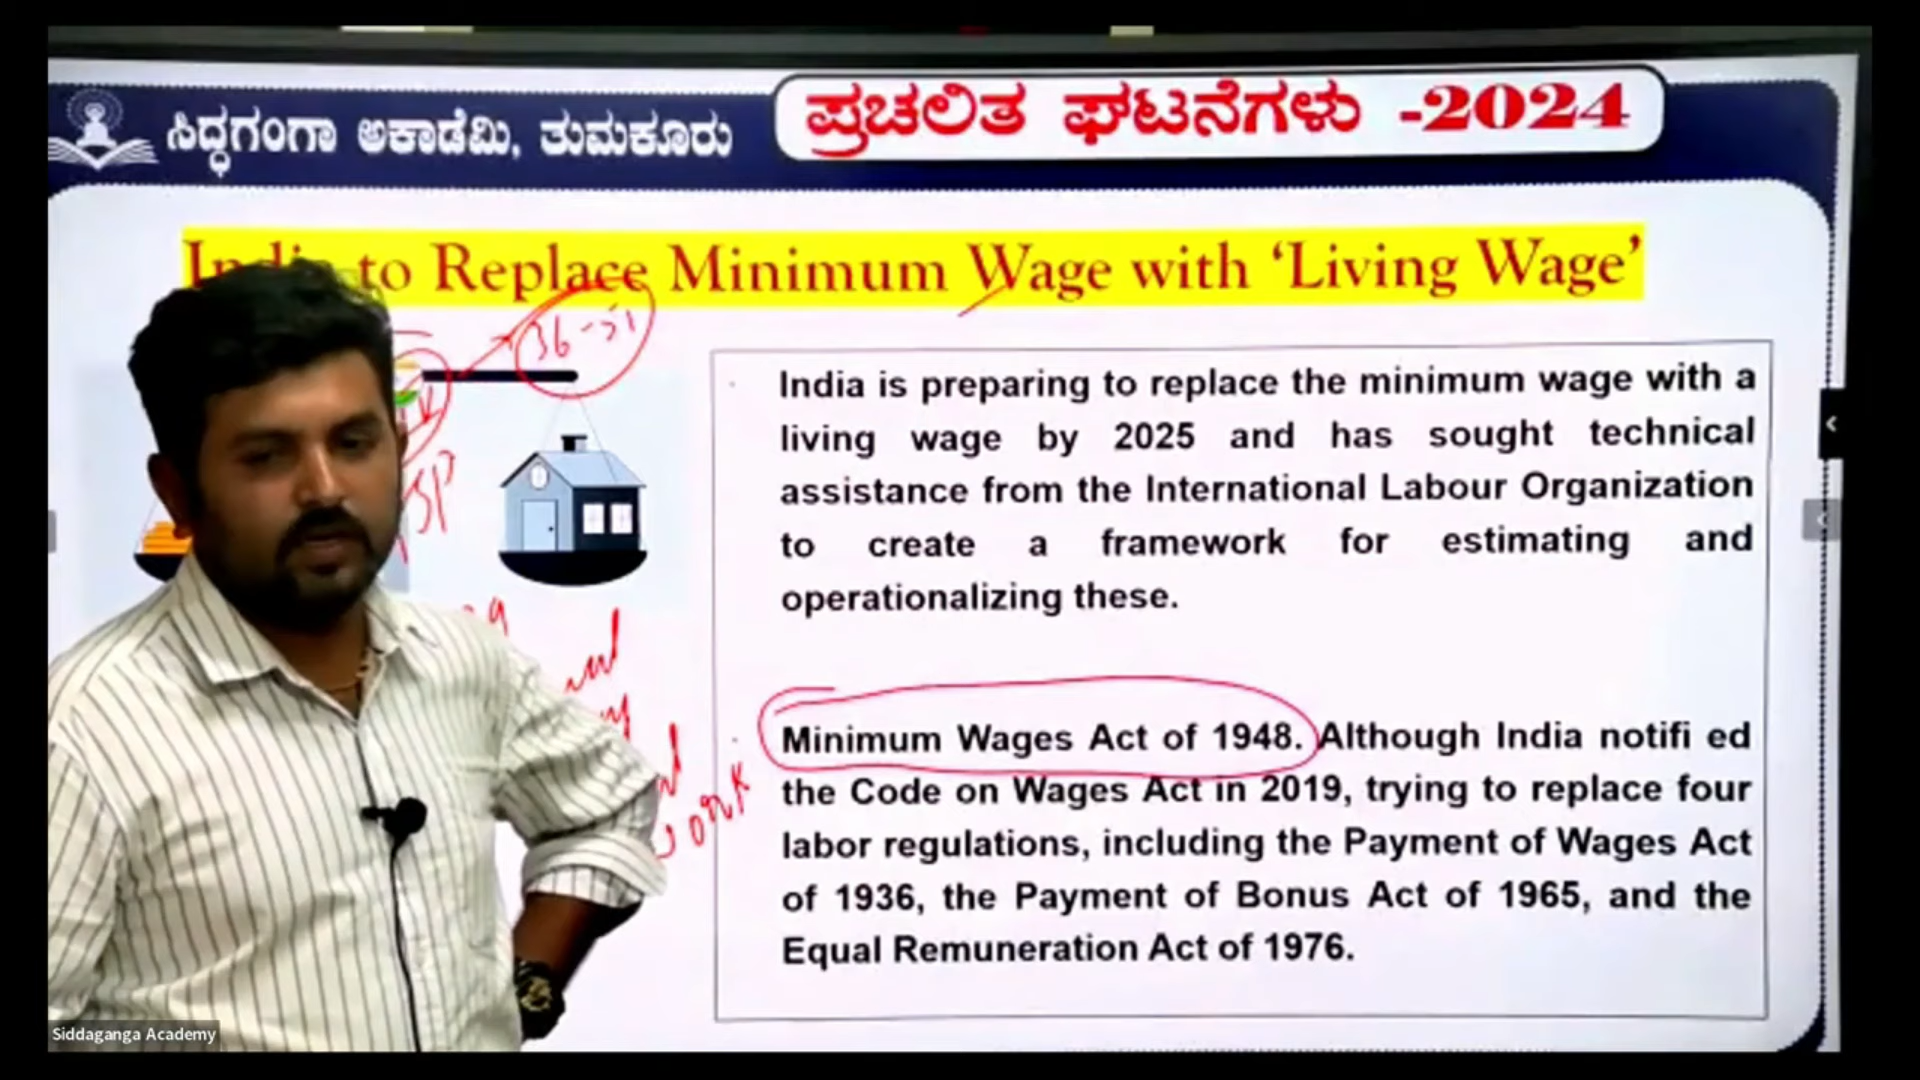 ಸಿದ್ಧಗಂಗಾ ಅಕಾಡೆಮಿ, ತುಮಕೂರು
ಪ್ರಚಲಿತ ಘಟನೆಗಳು -2024
India to Replace Minimum Wage with ‘Living Wage’
36-51
India is preparing to replace the minimum wage with a
living wage by 2025 and has sought technical
assistance from the International Labour Organization
to create a framework for estimating and
operationalizing these.
Minimum Wages Act of 1948. Although India notifi ed
the Code on Wages Act in 2019, trying to replace four
labor regulations, including the Payment of Wages Act
of 1936, the Payment of Bonus Act of 1965, and the
Equal Remuneration Act of 1976.
work
Siddaganga Academy